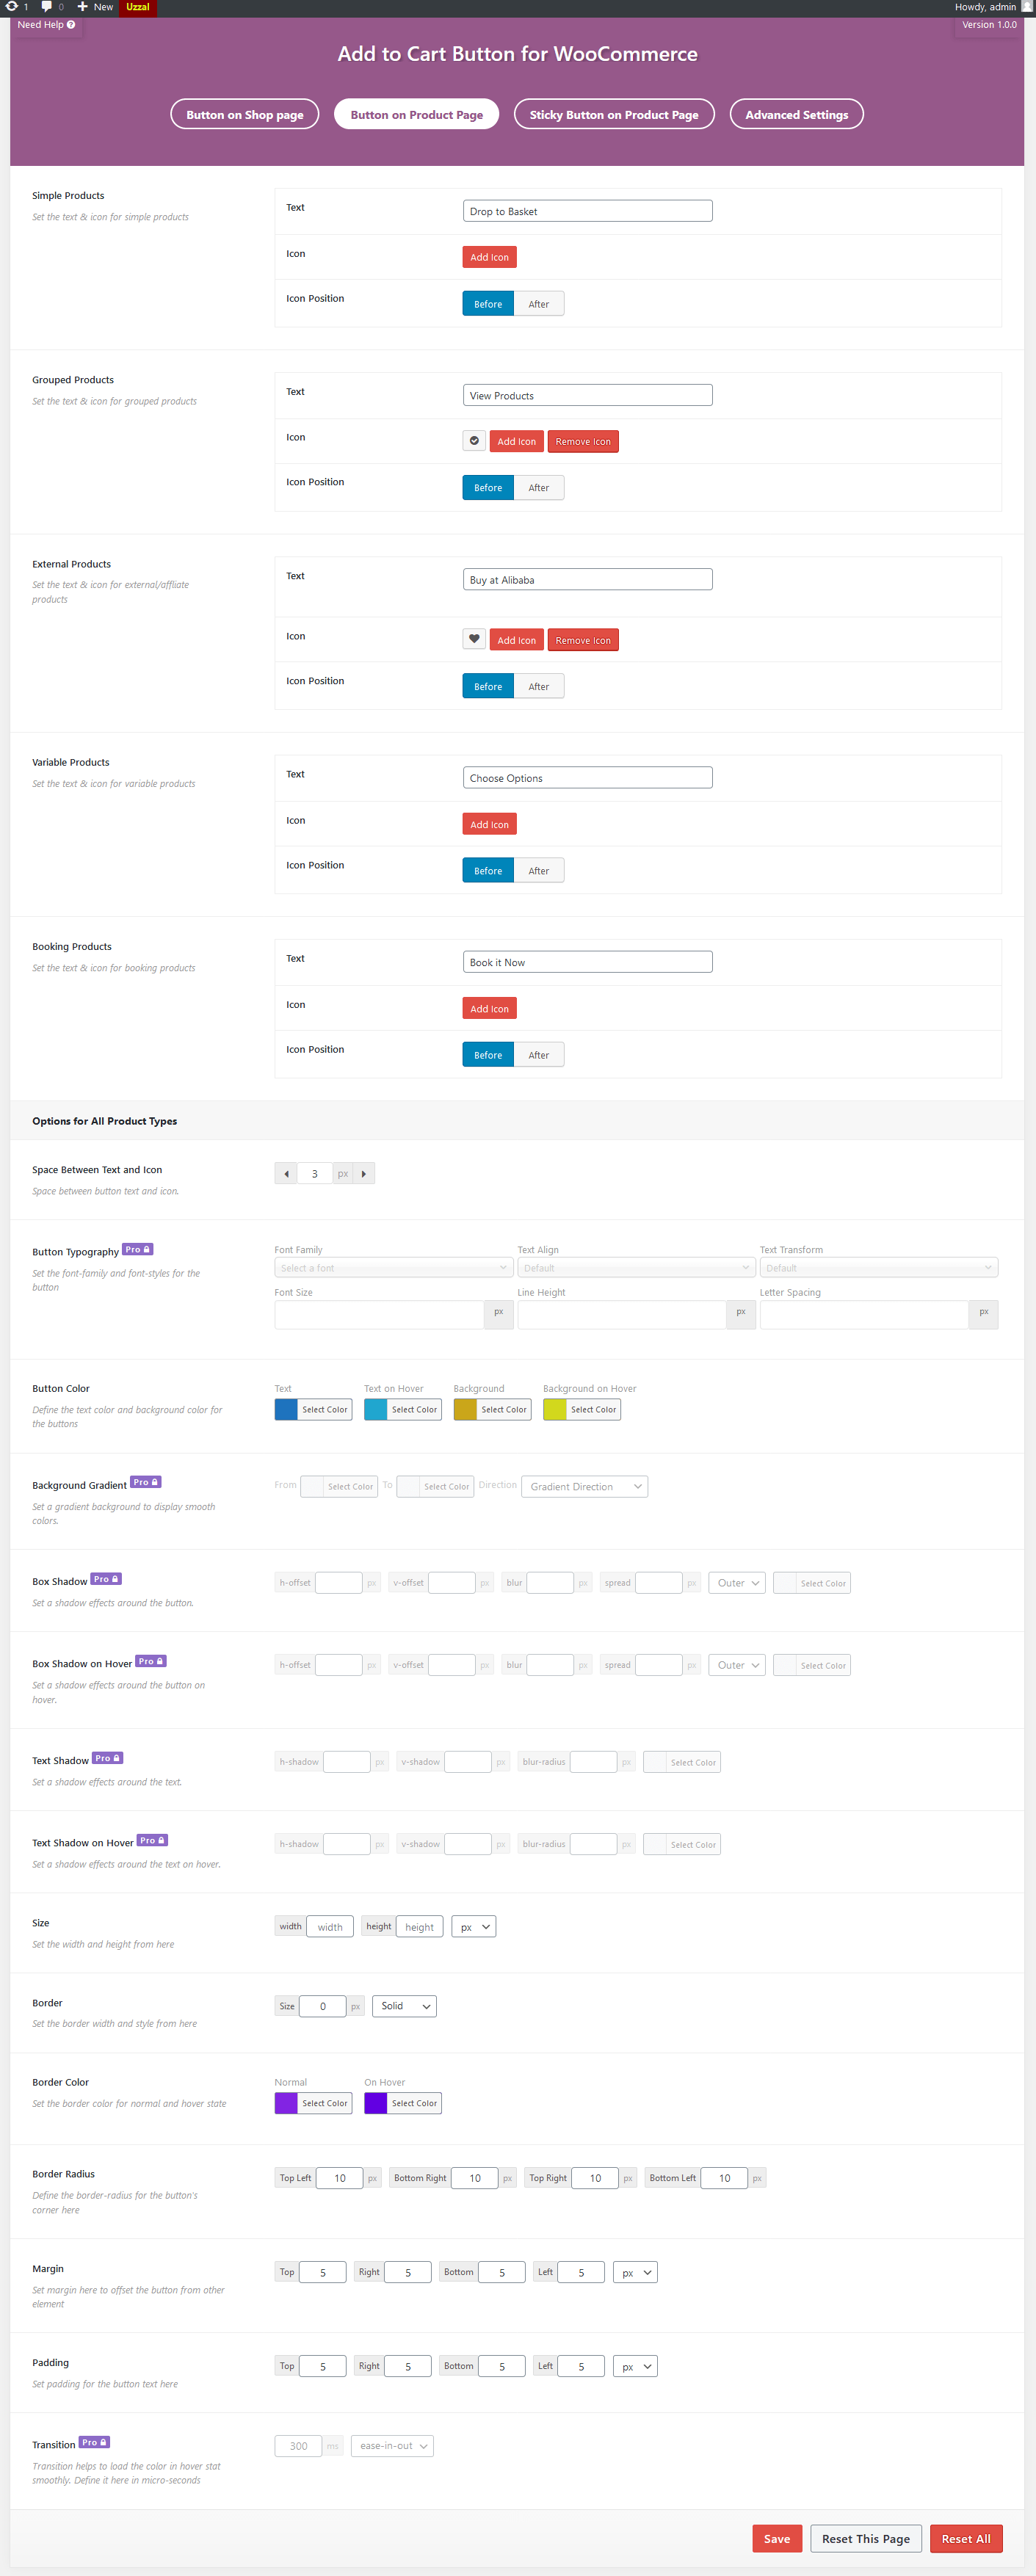 1 0 New Uzzal Howdy, admin
Need Help Version 1.0.0
Add to Cart Button for WooCommerce
Button on Shop page Button on Product Page Sticky Button on Product Page Advanced Settings
Simple Products
Set the text & icon for simple products
Text Drop to Basket
Icon Add Icon
Icon Position Before After
Grouped Products
Set the text & icon for grouped products
Text View Products
Icon Add Icon Remove Icon
Icon Position Before After
External Products
Set the text & icon for external/affliate
products
Text Buy at Alibaba
Icon Add Icon Remove Icon
Icon Position Before After
Variable Products
Set the text & icon for variable products
Text Choose Options
Icon Add Icon
Icon Position Before After
Booking Products
Set the text & icon for booking products
Text Book it Now
Icon Add Icon
Icon Position Before After
Options for All Product Types
Space Between Text and Icon
Space between button text and icon.
3 px
Button Typography Pro
Set the font-family and font-styles for the
button
Font Family Text Align Text Transform
Select a font Default Default
Font Size Line Height Letter Spacing
px px px
Button Color
Define the text color and background color for
the buttons
Text Text on Hover Background Background on Hover
Select Color Select Color Select Color Select Color
Background Gradient Pro
Set a gradient background to display smooth
colors.
From Select Color To Select Color Direction Gradient Direction
Box Shadow Pro
Set a shadow effects around the button.
h-offset px v-offset px blur px spread px Outer Select Color
Box Shadow on Hover Pro
Set a shadow effects around the button on
hover.
h-offset px v-offset px blur px spread px Outer Select Color
Text Shadow Pro
Set a shadow effects around the text.
h-shadow px v-shadow px blur-radius px Select Color
Text Shadow on Hover Pro
Set a shadow effects around the text on hover.
h-shadow px v-shadow px blur-radius px Select Color
Size
Set the width and height from here
width width height height px
Border
Set the border width and style from here
Size 0 px Solid
Border Color
Set the border color for normal and hover state
Normal On Hover
Select Color Select Color
Border Radius
Define the border-radius for the button's
corner here
Top Left 10 px Bottom Right 10 px Top Right 10 px Bottom Left 10 px
Margin
Set margin here to offset the button from other
element
Top 5 Right 5 Bottom 5 Left 5 px
Padding
Set padding for the button text here
Top 5 Right 5 Bottom 5 Left 5 px
Transition Pro
Transition helps to load the color in hover stat
smoothly. Define it here in micro-seconds
300 ms ease-in-out
Save Reset This Page Reset All